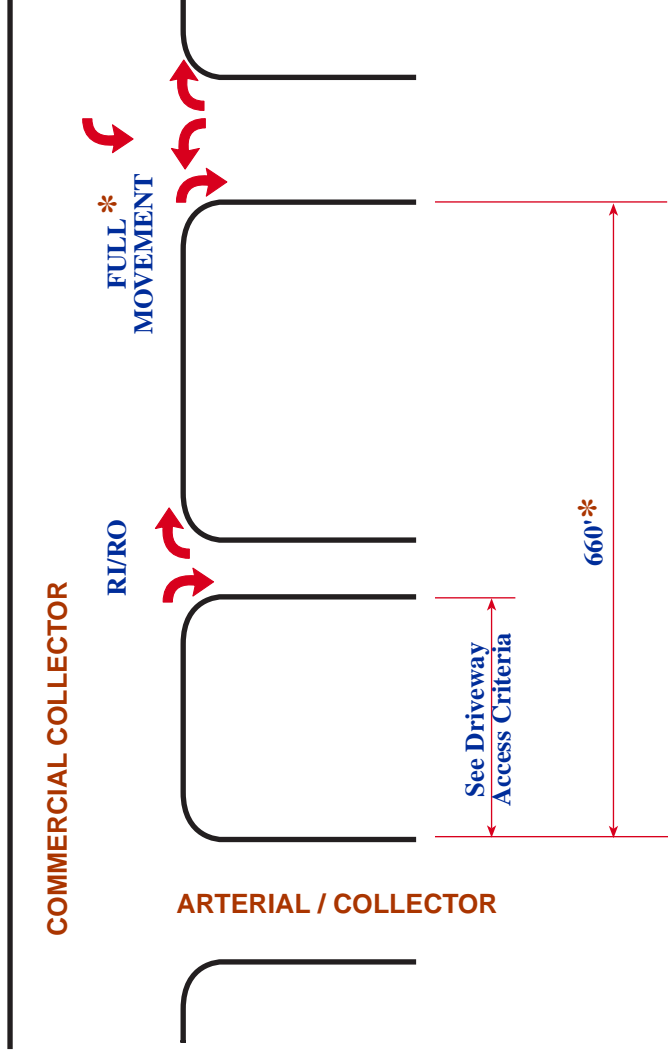 COMMERCIAL COLLECTOR
RI/RO
FULL*
MOVEMENT
See Driveway
Access Criteria
660'*
ARTERIAL / COLLECTOR